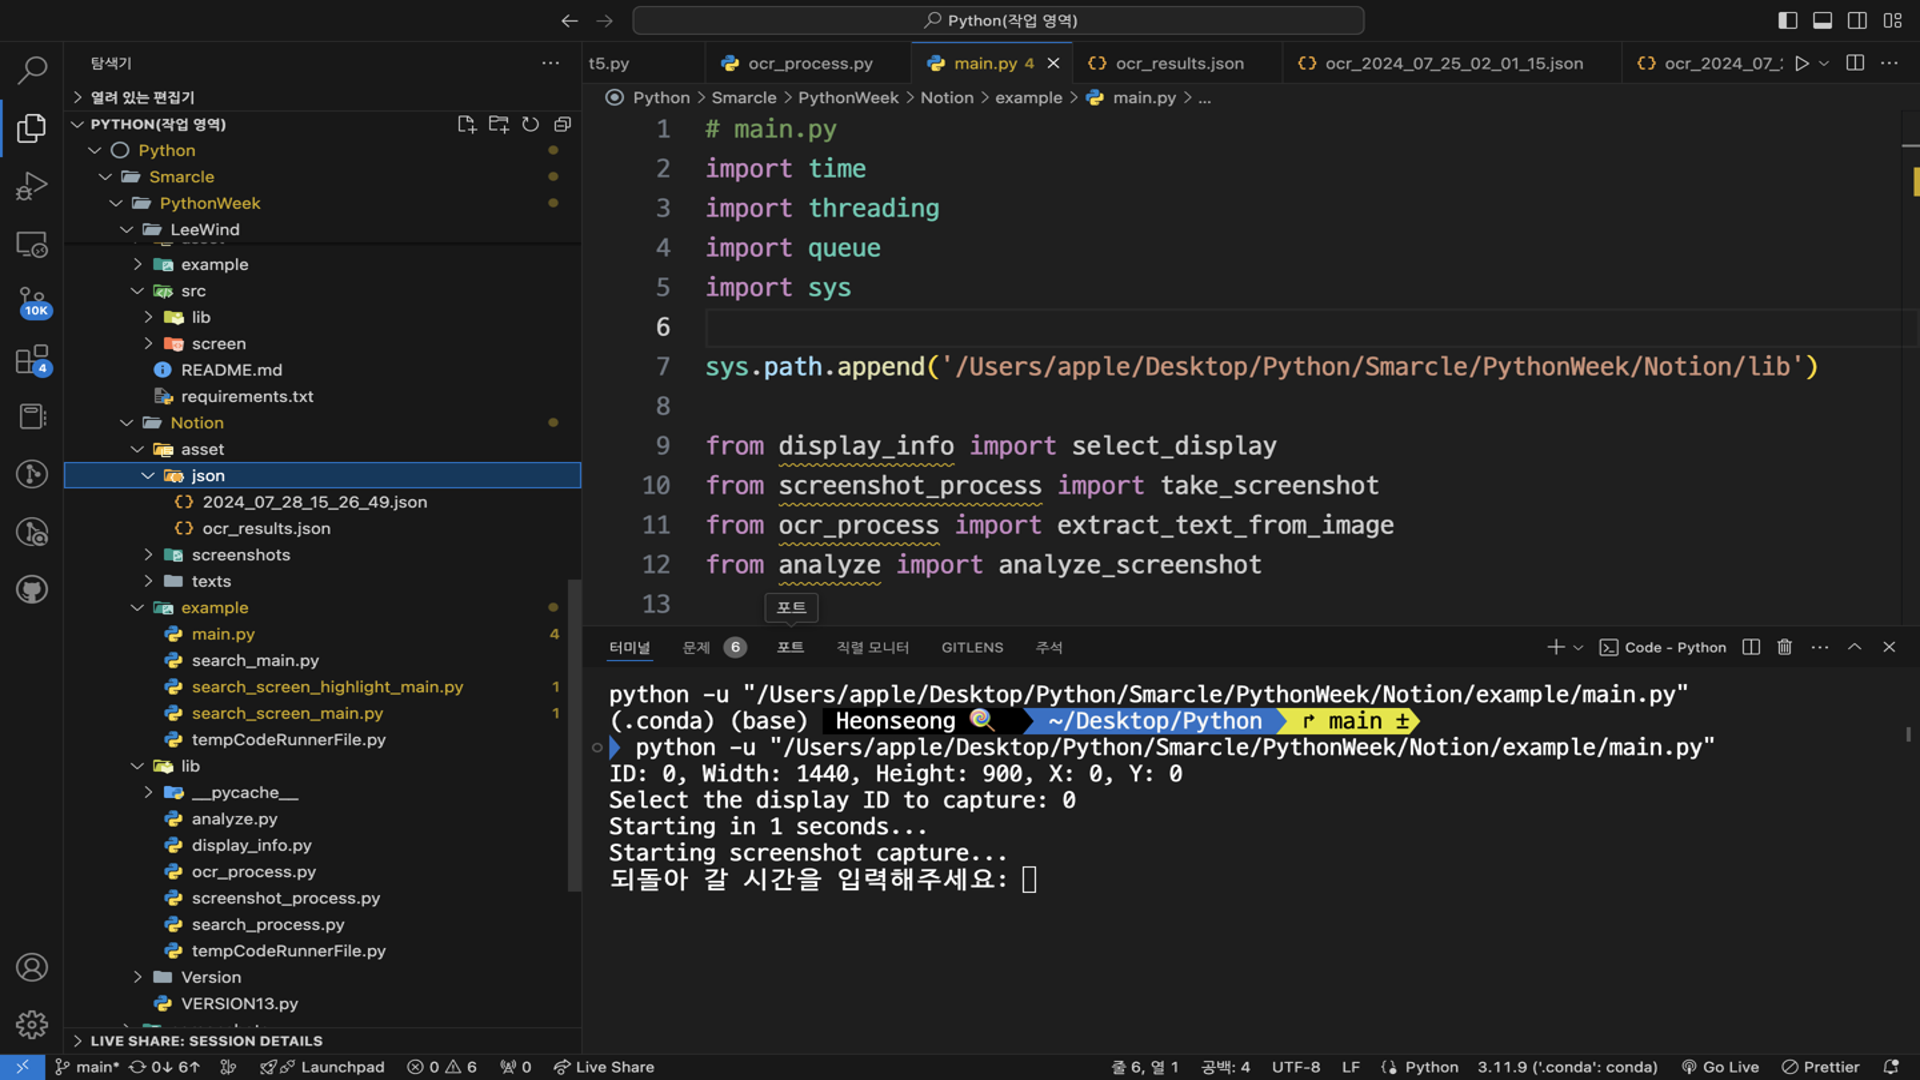 Python(작업 영역)
탐색기
열려 있는 편집기
PYTHON(작업 영역)
Python
Smarcle
PythonWeek
LeeWind
example
src
lib
screen
README.md
requirements.txt
Notion
asset
json
2024_07_28_15_26_49.json
ocr_results.json
screenshots
texts
example
main.py 4
search_main.py
search_screen_highlight_main.py 1
search_screen_main.py 1
tempCodeRunnerFile.py
lib
__pycache__
analyze.py
display_info.py
ocr_process.py
screenshot_process.py
search_process.py
tempCodeRunnerFile.py
Version
VERSION13.py
LIVE SHARE: SESSION DETAILS
10K
4
t5.py ocr_process.py main.py 4 ocr_results.json ocr_2024_07_25_02_01_15.json ocr_2024_07_
Python > Smarcle > PythonWeek > Notion > example > main.py > ...
1 # main.py
2 import time
3 import threading
4 import queue
5 import sys
6
7 sys.path.append('/Users/apple/Desktop/Python/Smarcle/PythonWeek/Notion/lib')
8
9 from display_info import select_display
10 from screenshot_process import take_screenshot
11 from ocr_process import extract_text_from_image
12 from analyze import analyze_screenshot
13
포트
터미널 문제 6 포트 직렬 모니터 GITLENS 주석 Code - Python
python -u "/Users/apple/Desktop/Python/Smarcle/PythonWeek/Notion/example/main.py"
(.conda) (base) Heonseong 🍭 ~/Desktop/Python main ±
python -u "/Users/apple/Desktop/Python/Smarcle/PythonWeek/Notion/example/main.py"
ID: 0, Width: 1440, Height: 900, X: 0, Y: 0
Select the display ID to capture: 0
Starting in 1 seconds...
Starting screenshot capture...
되돌아 갈 시간을 입력해주세요:
main* 0↓ 6↑ Launchpad 0 6 0 Live Share 줄 6, 열 1 공백: 4 UTF-8 LF Python 3.11.9 ('.conda': conda) Go Live Prettier